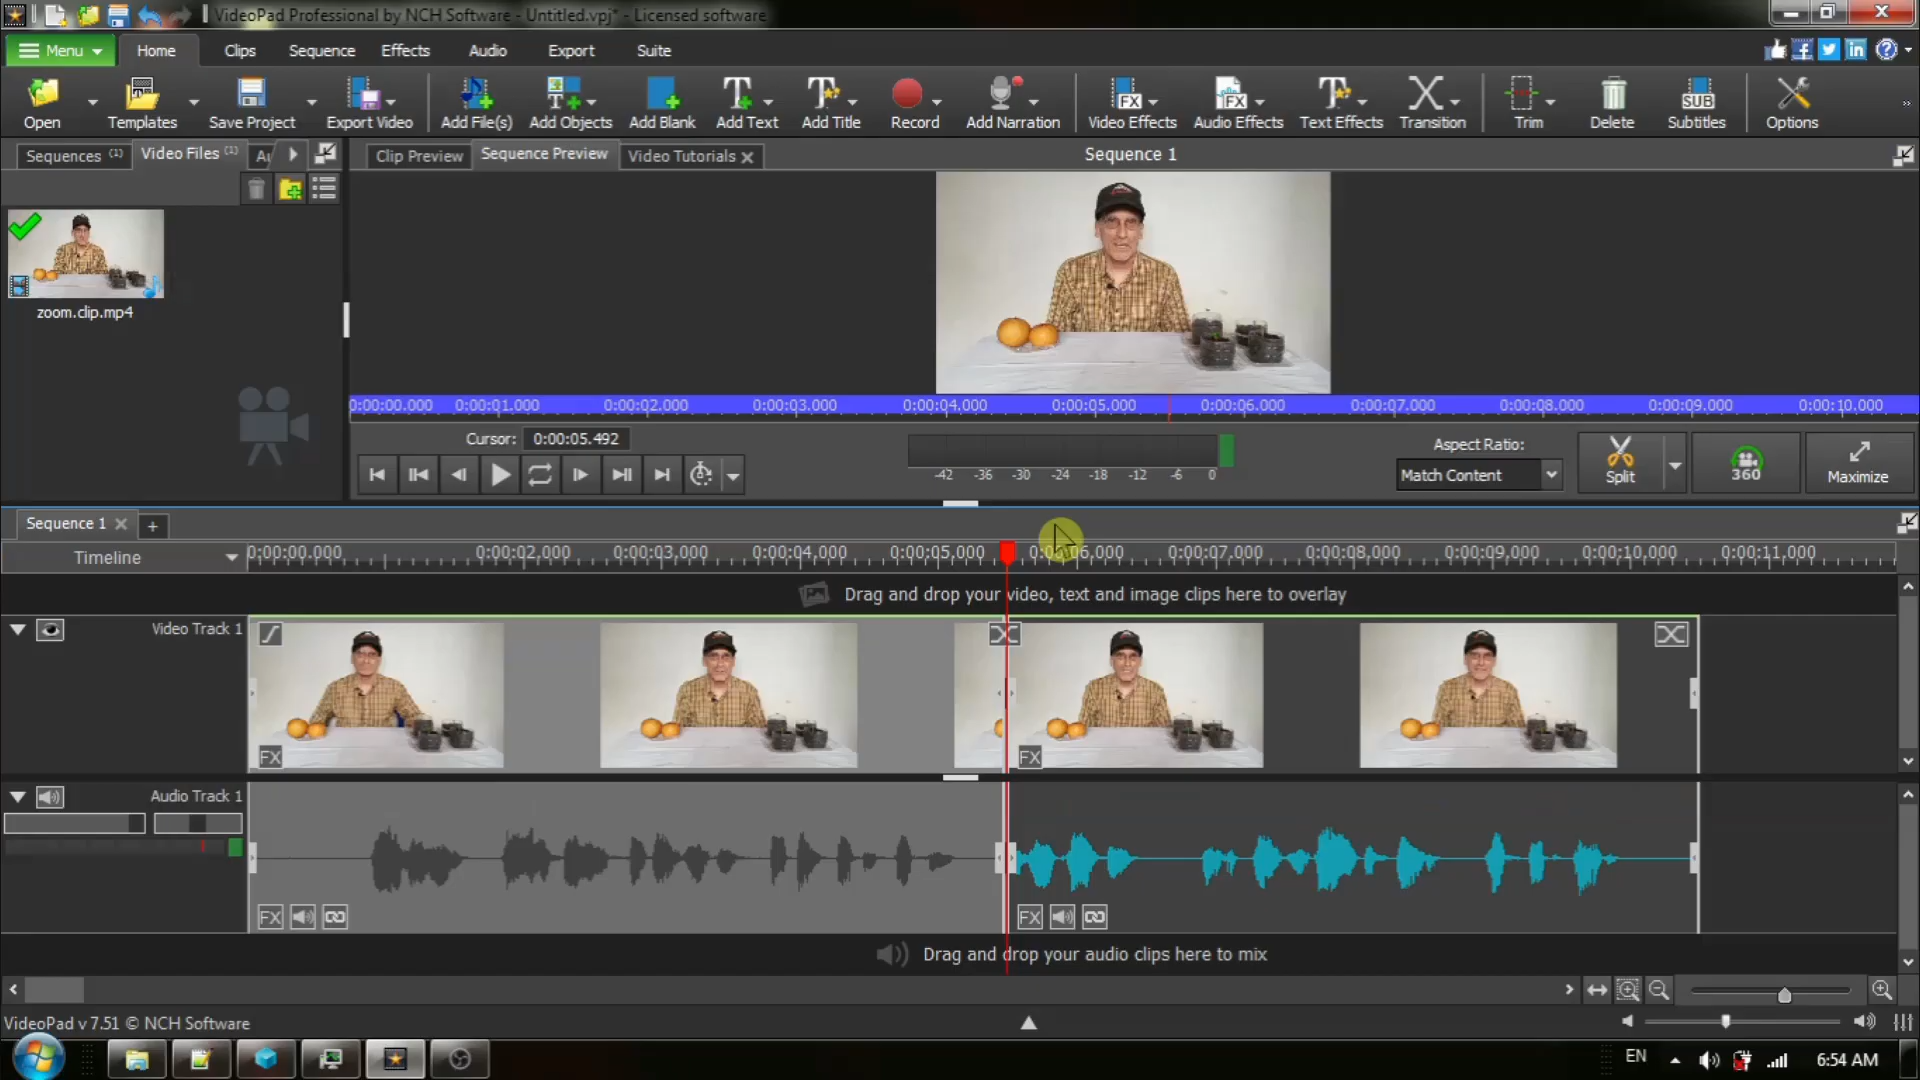 VideoPad Professional by NCH Software - Untitled.vpj* - Licensed software
Menu Home Clips Sequence Effects Audio Export Suite
Open Templates Save Project Export Video Add File(s) Add Objects Add Blank Add Text Add Title Record Add Narration Video Effects Audio Effects Text Effects Transition Trim Delete Subtitles Options
Sequences (1) Video Files (1) Clip Preview Sequence Preview Video Tutorials Sequence 1
zoom.clip.mp4
0:00:00.000 0:00:01.000 0:00:02.000 0:00:03.000 0:00:04.000 0:00:05.000 0:00:06.000 0:00:07.000 0:00:08.000 0:00:09.000 0:00:10.000
Cursor: 0:00:05.492
-42 -36 -30 -24 -18 -12 -6 0
Aspect Ratio:
Match Content
Split
360
Maximize
Sequence 1
Timeline 0:00:00.000 0:00:02,000 0:00:03,000 0:00:04,000 0:00:05,000 0:00:06,000 0:00:07,000 0:00:08,000 0:00:09,000 0:00:10,000 0:00:11,000
Drag and drop your video, text and image clips here to overlay
Video Track 1
FX FX
Audio Track 1
FX FX
Drag and drop your audio clips here to mix
VideoPad v 7.51 © NCH Software
EN 6:54 AM